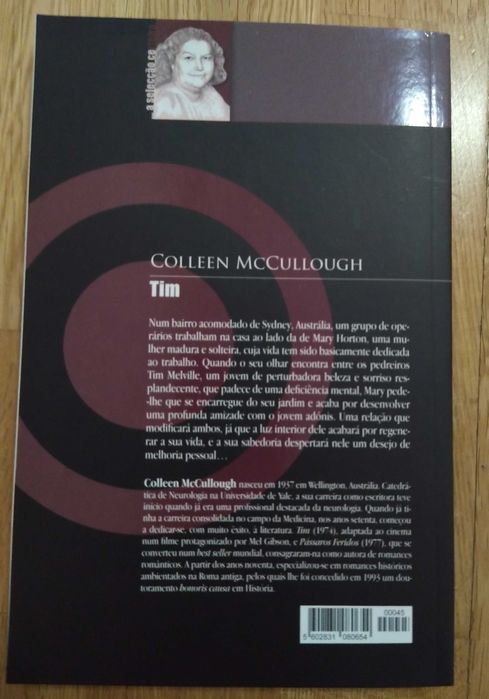 a selecção ca
COLLEEN MCCULLOUGH
Tim
Num bairro acomodado de Sydney, Austrália, um grupo de ope-
rários trabalham na casa ao lado da de Mary Horton, uma mu-
lher madura e solteira, cuja vida tem sido basicamente dedicada
ao trabalho. Quando o seu olhar encontra entre os pedreiros
Tim Melville, um jovem de perturbadora beleza e sorriso res-
plandecente, que padece de uma deficiência mental, Mary pede-
-lhe que se encarregue do seu jardim e acaba por desenvolver
uma profunda amizade com o jovem adónis. Uma relação que
modificará ambos, já que a luz interior dele acabará por regene-
rar a sua vida, e a sua sabedoria despertará nele um desejo de
melhoria pessoal…
Colleen McCullough nasceu em 1937 em Wellington, Austrália. Catedrá-
tica de Neurologia na Universidade de Yale, a sua carreira como escritora teve
início quando já era uma profissional destacada da neurologia. Quando já ti-
nha a carreira consolidada no campo da Medicina, nos anos setenta, começou
a dedicar-se, com muito êxito, à literatura. Tim (1974), adaptada ao cinema
num filme protagonizado por Mel Gibson, e Pássaros Feridos (1977), que se
converteu num best seller mundial, consagraram-na como autora de romances
românticos. A partir dos anos noventa, especializou-se em romances históricos
ambientados na Roma antiga, pelos quais lhe foi concedido em 1993 um dou-
toramento honoris causa em História.
00045
5 602831 080654